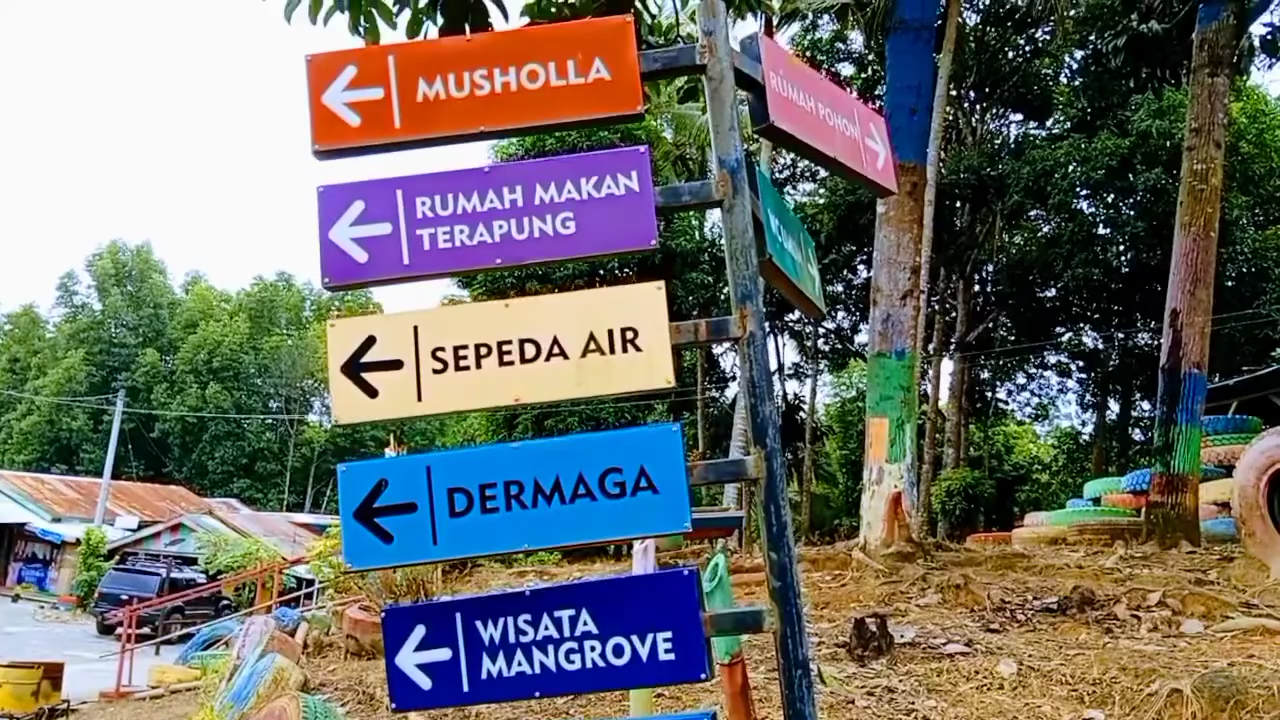 MUSHOLLA
RUMAH POHON
RUMAH MAKAN
TERAPUNG
SEPEDA AIR
DERMAGA
WISATA
MANGROVE